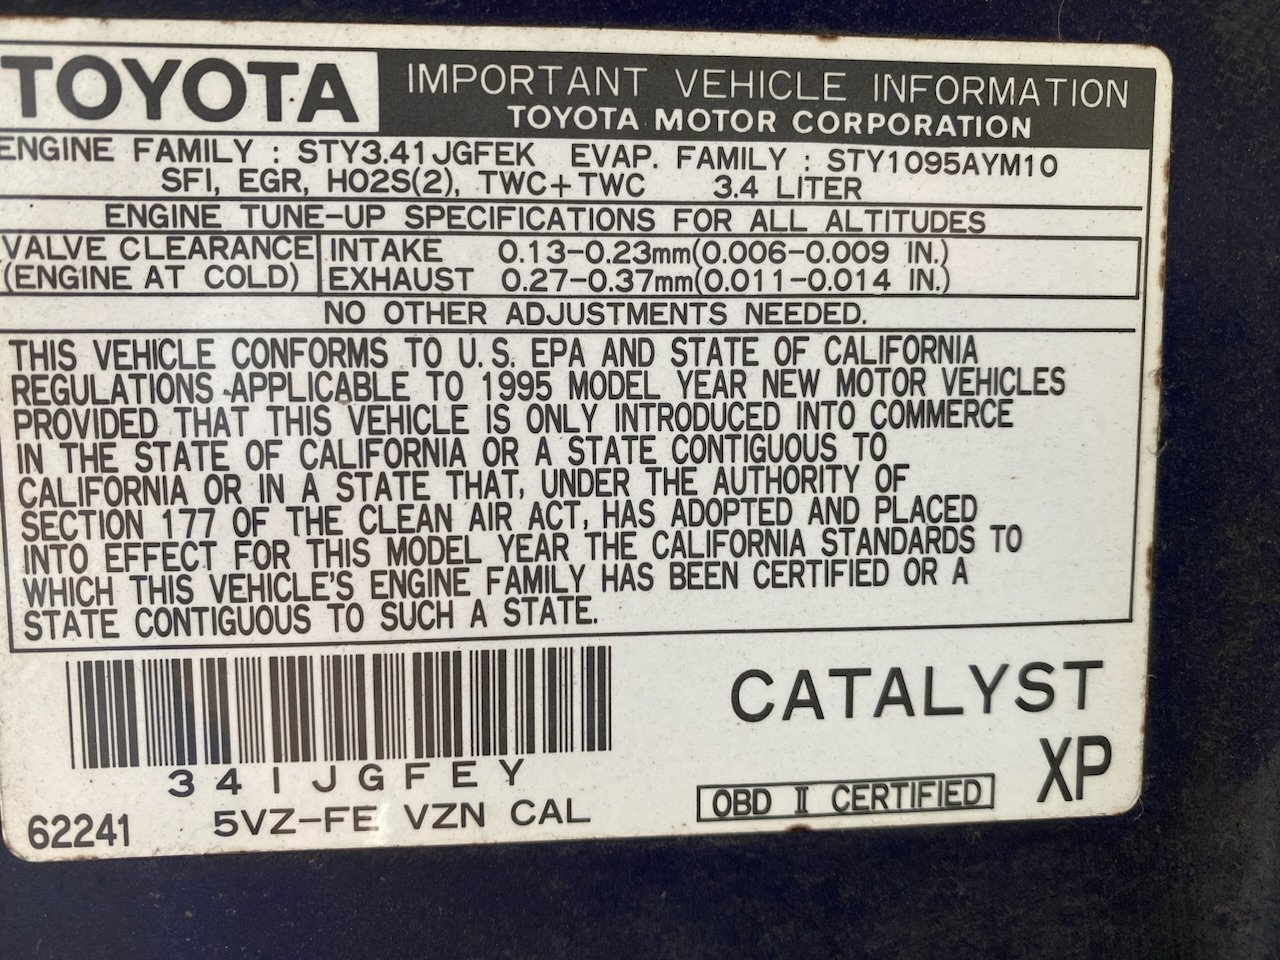 TOYOTA IMPORTANT VEHICLE INFORMATION
TOYOTA MOTOR CORPORATION
ENGINE FAMILY : STY3.41JGFEK EVAP. FAMILY : STY1095AYM10
SFI, EGR, HO2S(2), TWC+TWC 3.4 LITER
ENGINE TUNE-UP SPECIFICATIONS FOR ALL ALTITUDES
VALVE CLEARANCE INTAKE 0.13-0.23mm(0.006-0.009 IN.)
(ENGINE AT COLD) EXHAUST 0.27-0.37mm(0.011-0.014 IN.)
NO OTHER ADJUSTMENTS NEEDED.
THIS VEHICLE CONFORMS TO U.S. EPA AND STATE OF CALIFORNIA
REGULATIONS APPLICABLE TO 1995 MODEL YEAR NEW MOTOR VEHICLES
PROVIDED THAT THIS VEHICLE IS ONLY INTRODUCED INTO COMMERCE
IN THE STATE OF CALIFORNIA OR A STATE CONTIGUOUS TO
CALIFORNIA OR IN A STATE THAT, UNDER THE AUTHORITY OF
SECTION 177 OF THE CLEAN AIR ACT, HAS ADOPTED AND PLACED
INTO EFFECT FOR THIS MODEL YEAR THE CALIFORNIA STANDARDS TO
WHICH THIS VEHICLE'S ENGINE FAMILY HAS BEEN CERTIFIED OR A
STATE CONTIGUOUS TO SUCH A STATE.
CATALYST
341JGFEY
XP
OBD II CERTIFIED
62241 5VZ-FE VZN CAL